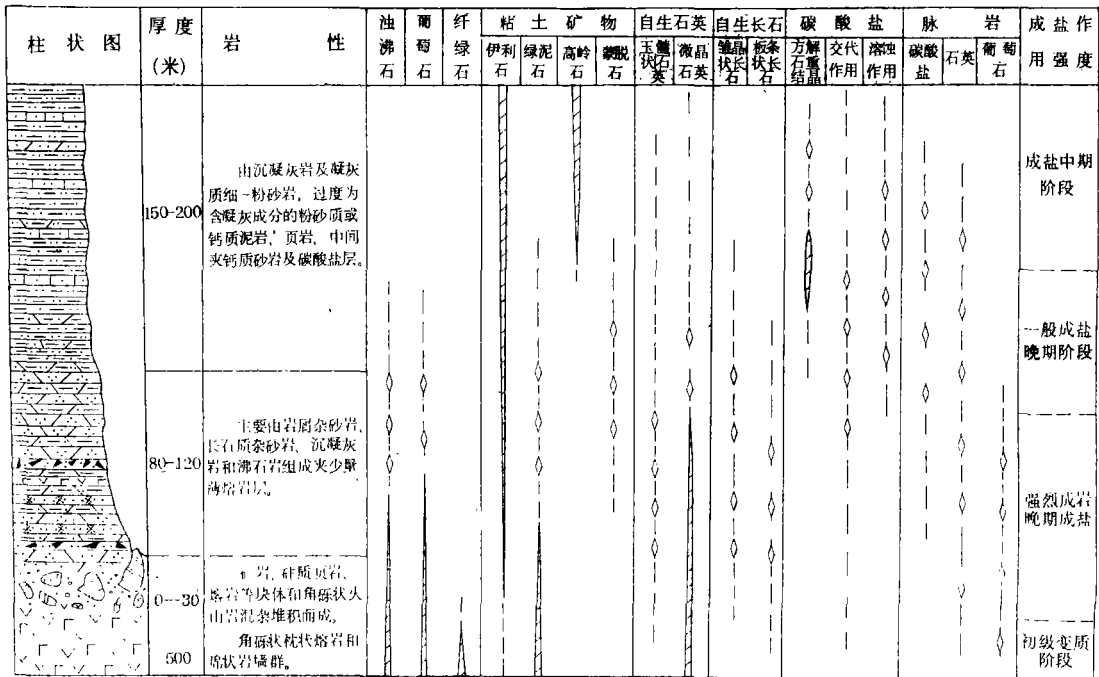 柱状图
厚度
(米)
岩性
浊沸石
葡萄石
纤绿石
粘土矿物
伊利石
绿泥石
高岭石
蒙脱石
自生石英
玉髓状石英
微晶石英
自生长石
雏晶状长石
板条状长石
碳酸盐
方解石重结晶
交代作用
溶蚀作用
脉岩
碳酸盐
石英
葡萄石
成盐作
用强度
150-200
由沉凝灰岩及凝灰
质细-粉砂岩，过度为
含凝灰成分的粉砂质或
钙质泥岩、页岩，中间
夹钙质砂岩及碳酸盐层。
80-120
主要由岩屑杂砂岩、
长石质杂砂岩、沉凝灰
岩和沸石岩组成夹少量
薄熔岩层。
0--30
岩、硅质页岩、
熔岩等块体和角砾状火
山岩混杂堆积而成。
500
角砾状枕状熔岩和
席状岩墙群。
成盐中期
阶段
一般成盐
晚期阶段
强烈成岩
晚期成盐
初级变质
阶段